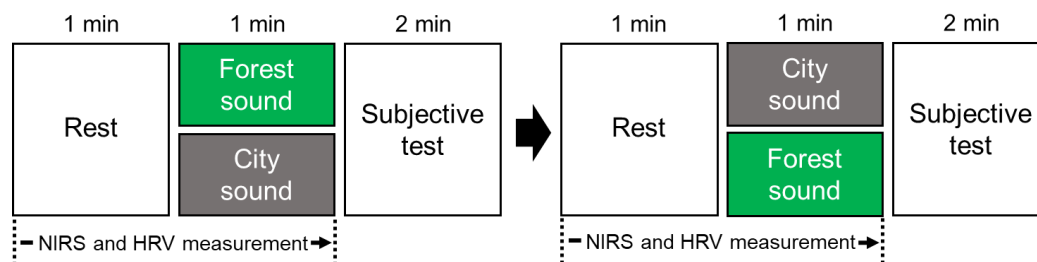 1 min
1 min
2 min
1 min
1 min
2 min
Rest
Forest
sound
City
sound
Subjective
test
Rest
City
sound
Forest
sound
Subjective
test
NIRS and HRV measurement
NIRS and HRV measurement